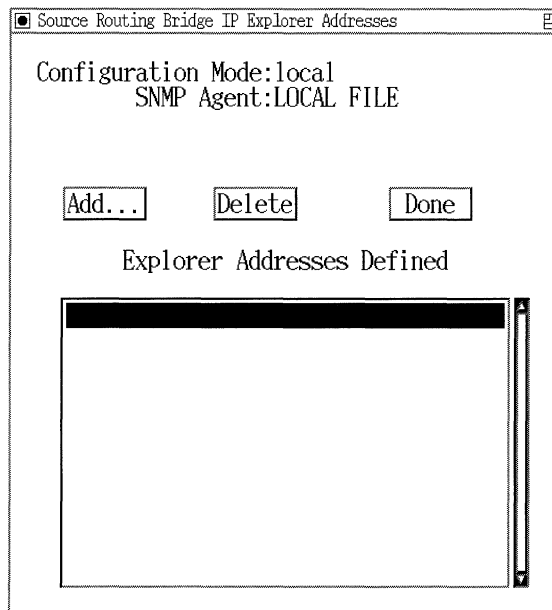 Source Routing Bridge IP Explorer Addresses
Configuration Mode:local
SNMP Agent:LOCAL FILE
Add... Delete Done
Explorer Addresses Defined